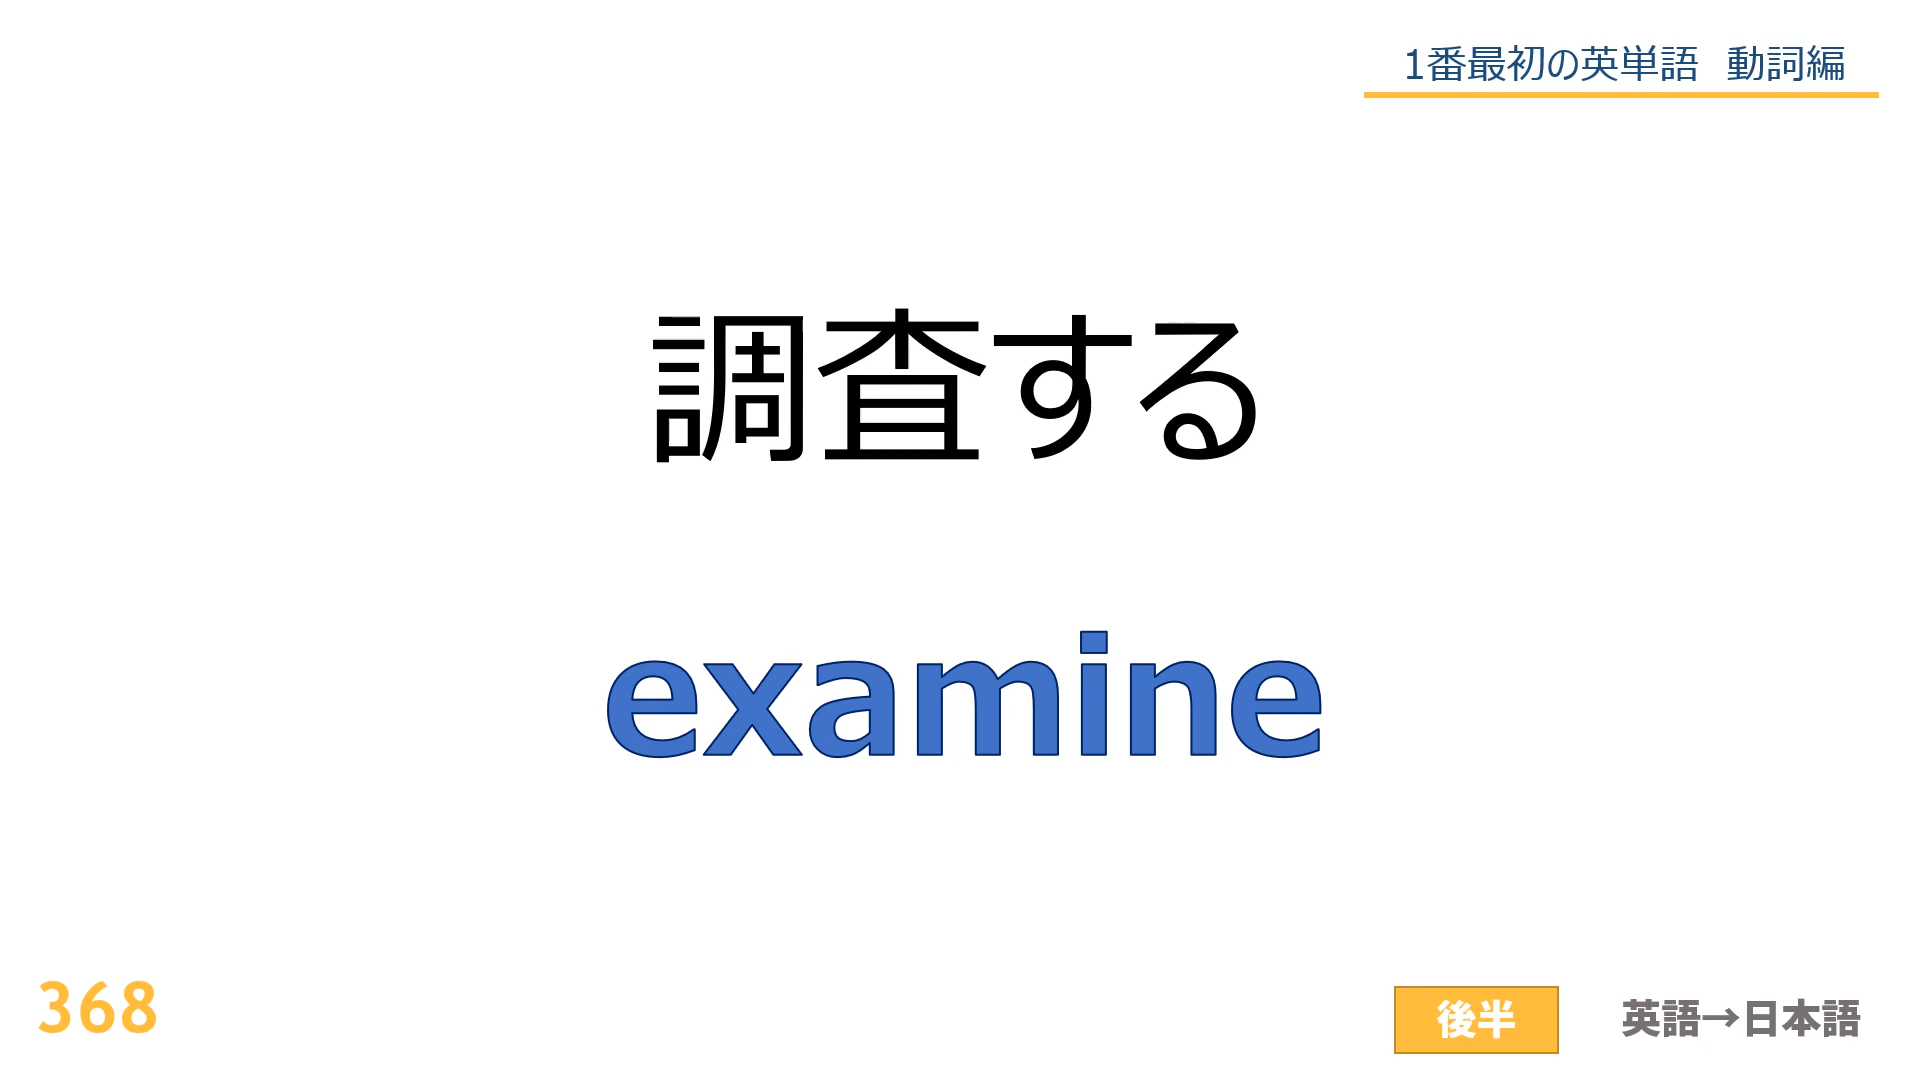 1番最初の英単語　動詞編
調査する
examine
368
後半
英語→日本語